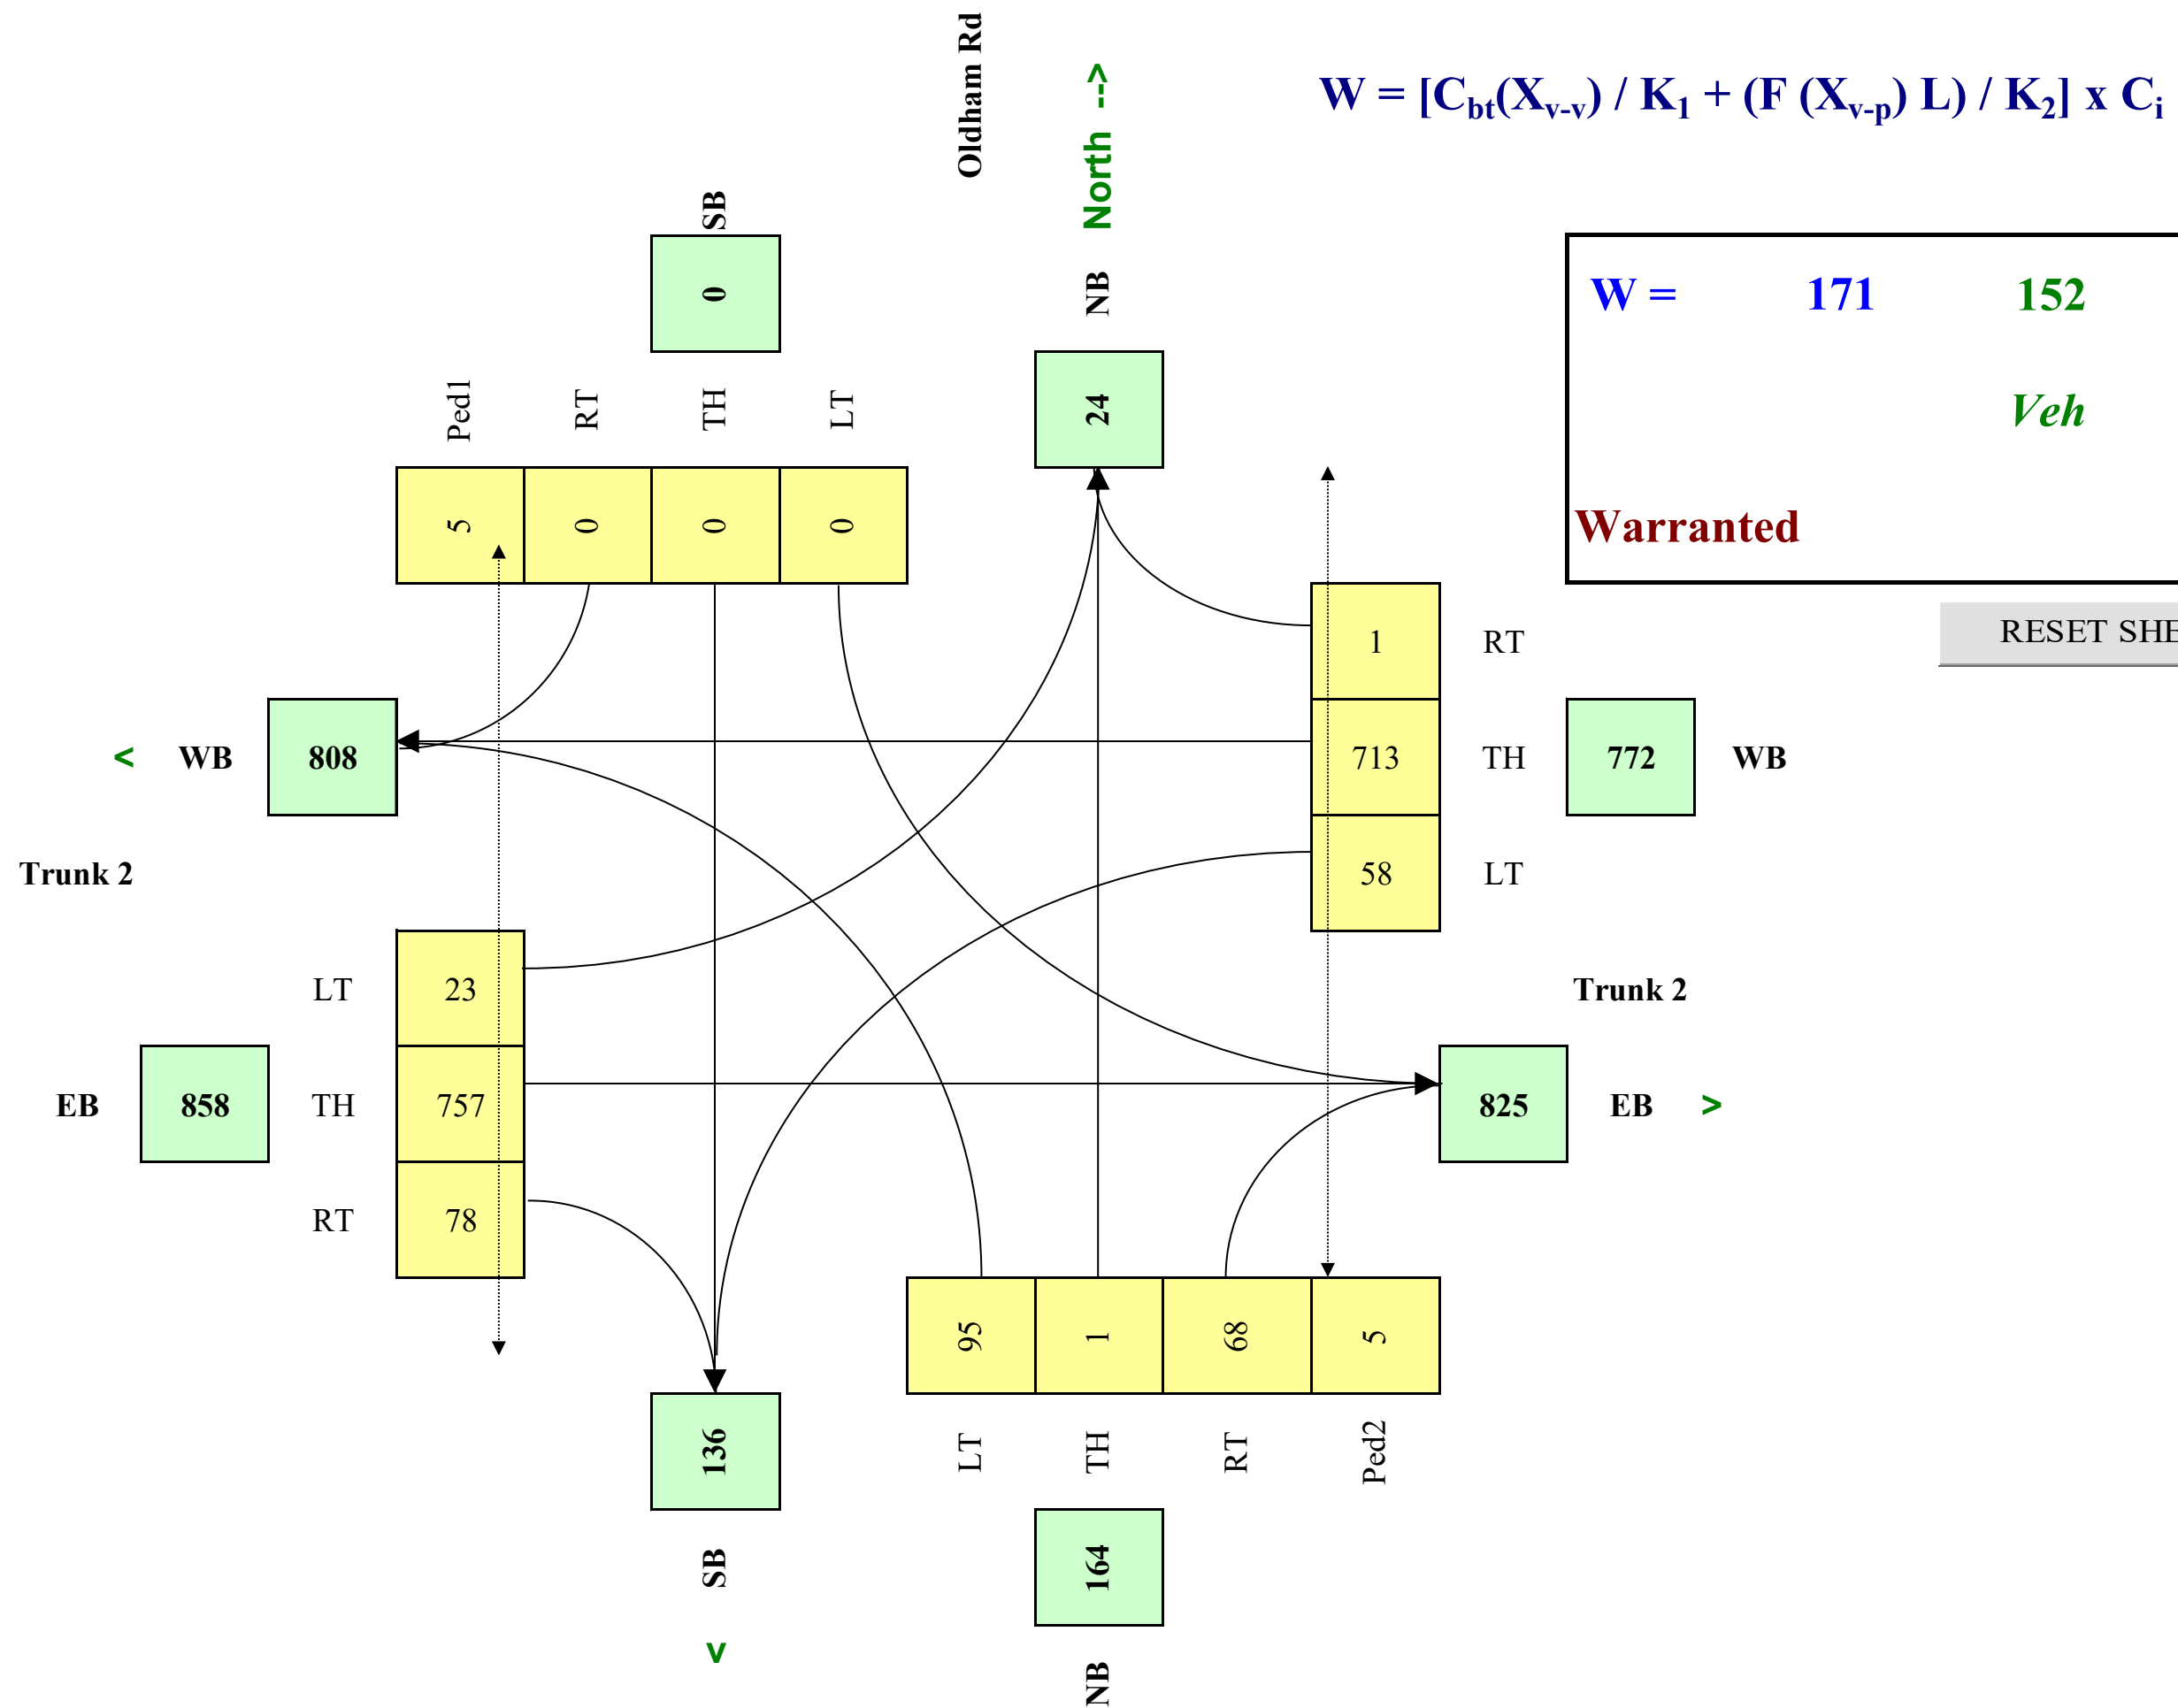 Oldham Rd
North -->
W = [Cbt(Xv-v) / K1 + (F (Xv-p) L) / K2] x Ci
SB
0
NB
24
W = 171 152
Veh
Warranted
Ped1 RT TH LT
5 0 0 0
RESET SHE
1 RT
< WB 808
713 TH 772 WB
58 LT
Trunk 2
LT 23
Trunk 2
EB 858 TH 757
825 EB >
RT 78
95 1 68 5
LT TH RT Ped2
136
SB
<
164
NB